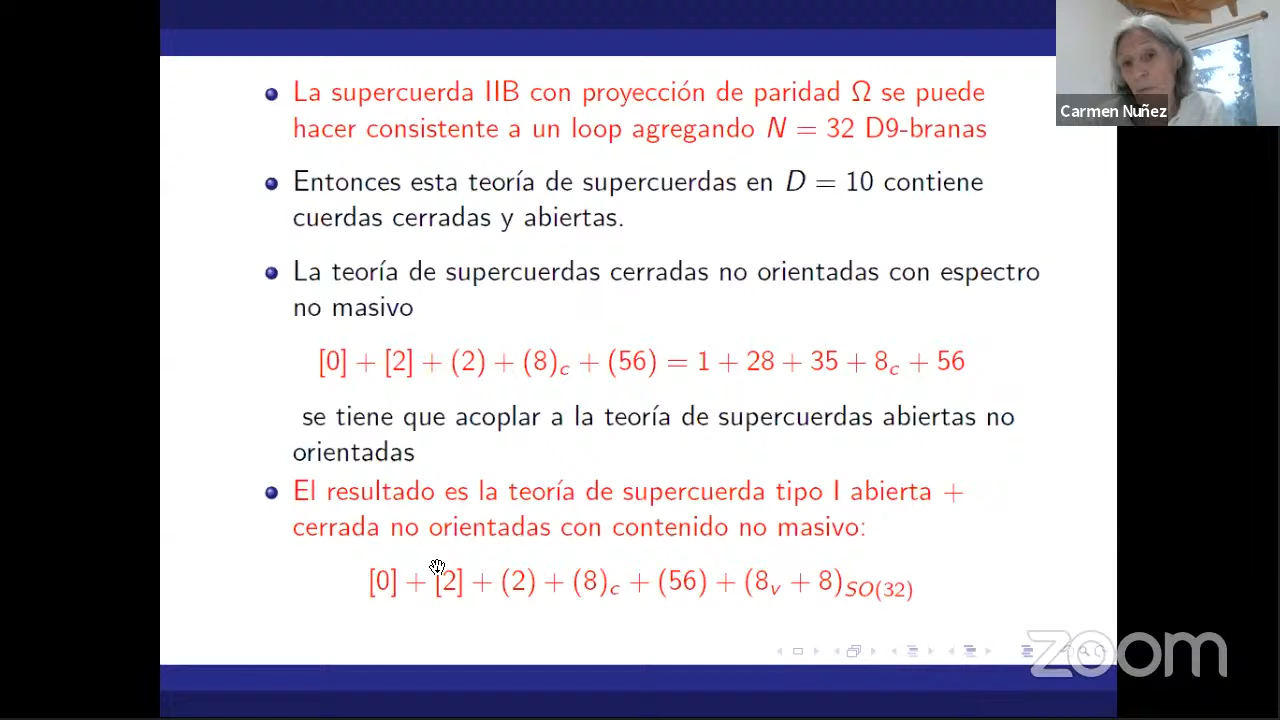 La supercuerda IIB con proyección de paridad Ω se puede
hacer consistente a un loop agregando N = 32 D9-branas
Entonces esta teoría de supercuerdas en D = 10 contiene
cuerdas cerradas y abiertas.
La teoría de supercuerdas cerradas no orientadas con espectro
no masivo
[0] + [2] + (2) + (8)_c + (56) = 1 + 28 + 35 + 8_c + 56
se tiene que acoplar a la teoría de supercuerdas abiertas no
orientadas
El resultado es la teoría de supercuerda tipo I abierta +
cerrada no orientadas con contenido no masivo:
[0] + [2] + (2) + (8)_c + (56) + (8_v + 8)_{SO(32)}
Carmen Nuñez
zoom